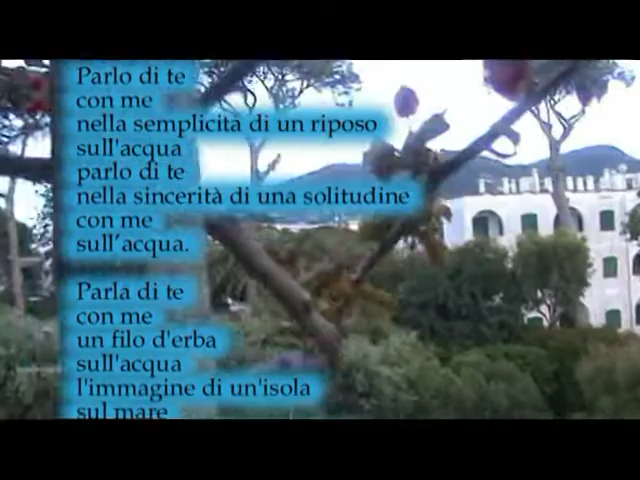 Parlo di te
con me
nella semplicita di un riposo
sull'acqua
parlo di te
nella sincerità di una solitudine
con me
sull'acqua.
Parla di te
con me
un filo d'erba
sull'acqua
l'immagine di un'isola
sul mare